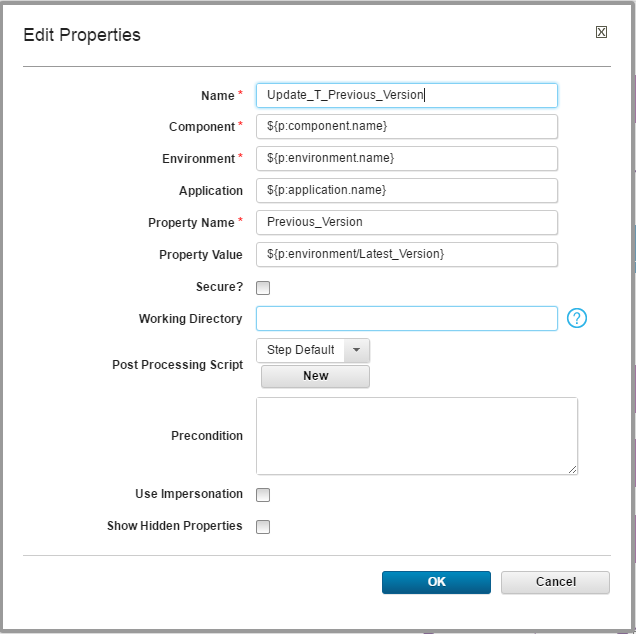 Edit Properties
X
Name *
Update_T_Previous_Version
Component *
${p:component.name}
Environment *
${p:environment.name}
Application
${p:application.name}
Property Name *
Previous_Version
Property Value
${p:environment/Latest_Version}
Secure?
Working Directory
?
Post Processing Script
Step Default
New
Precondition
Use Impersonation
Show Hidden Properties
OK
Cancel